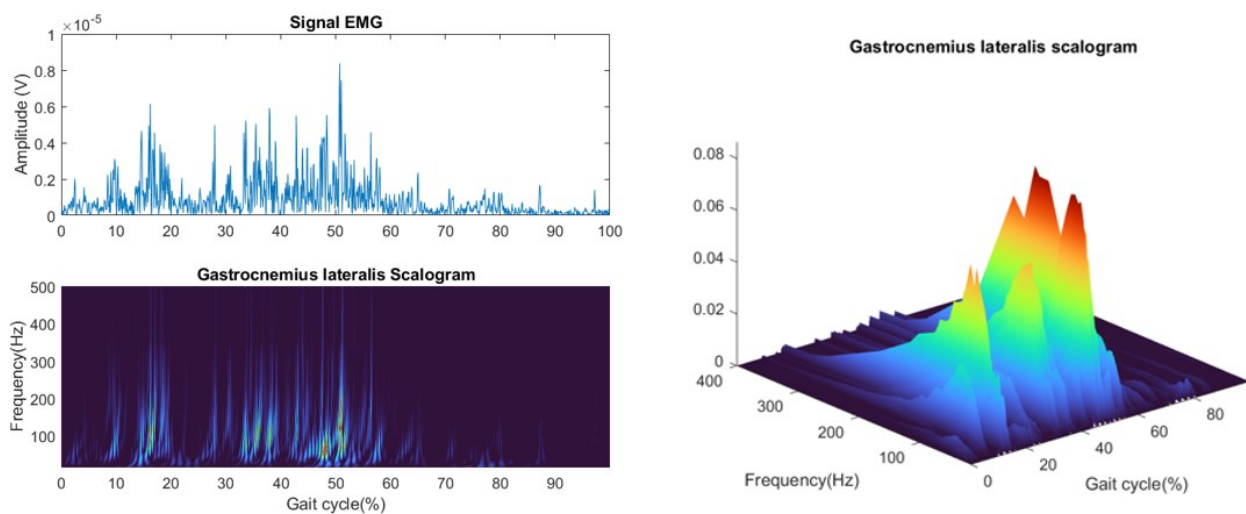 Signal EMG
×10-5
1
0.8
0.6
0.4
0.2
0
Amplitude (V)
0 10 20 30 40 50 60 70 80 90 100
Gastrocnemius lateralis Scalogram
500
400
300
200
100
Frequency(Hz)
0 10 20 30 40 50 60 70 80 90
Gait cycle(%)
Gastrocnemius lateralis scalogram
0.08
0.06
0.04
0.02
0
400
300
200
100
Frequency(Hz)
0
20
40
60
80
Gait cycle(%)